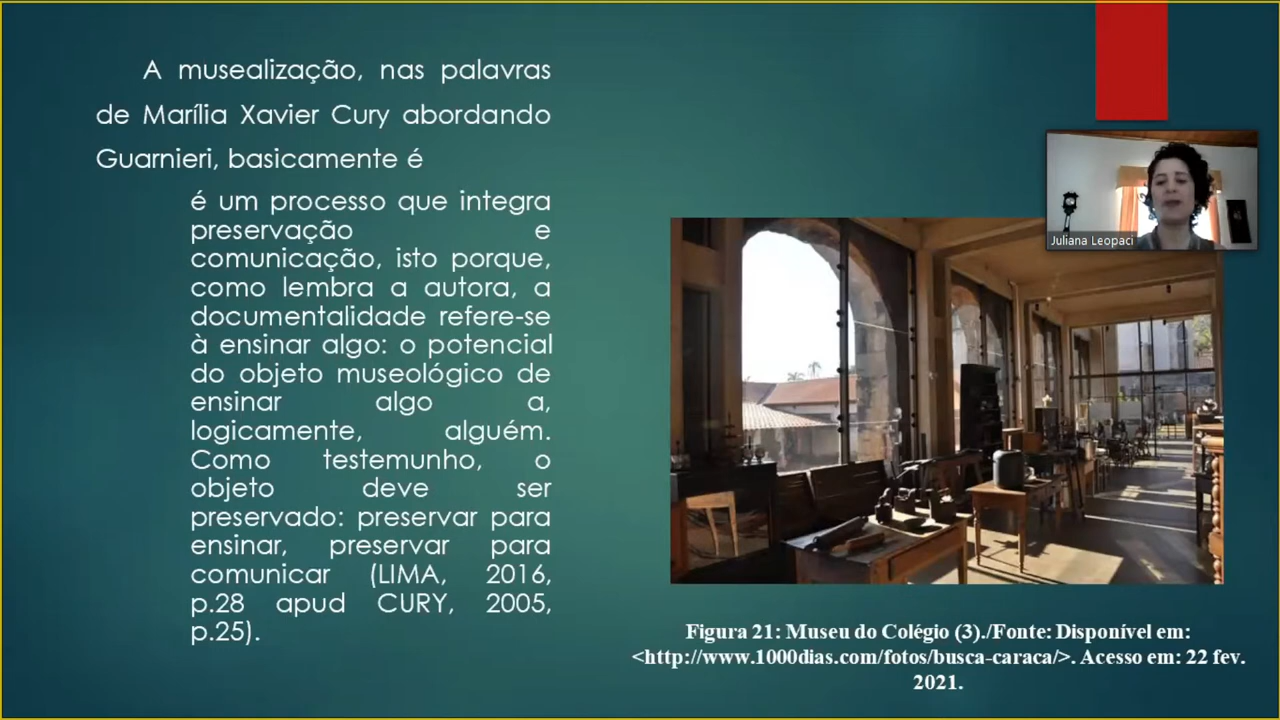 A musealização, nas palavras
de Marília Xavier Cury abordando
Guarnieri, basicamente é
é um processo que integra
preservação e
comunicação, isto porque,
como lembra a autora, a
documentalidade refere-se
à ensinar algo: o potencial
do objeto museológico de
ensinar algo a,
logicamente, alguém.
Como testemunho, o
objeto deve ser
preservado: preservar para
ensinar, preservar para
comunicar (LIMA, 2016,
p.28 apud CURY, 2005,
p.25).
Juliana Leopaci
Figura 21: Museu do Colégio (3)./Fonte: Disponível em:
<http://www.1000dias.com/fotos/busca-caraca/>. Acesso em: 22 fev.
2021.